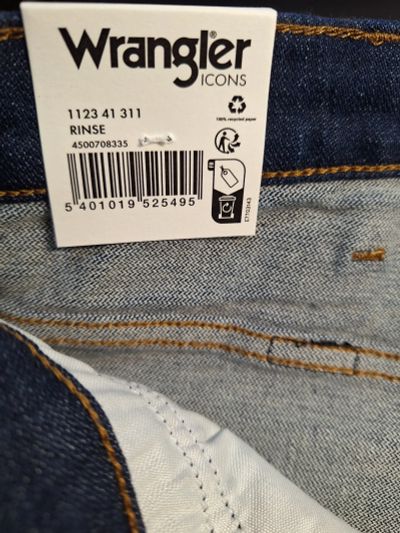 Wrangler®
ICONS
1123 41 311
RINSE
4500708335
100% recycled paper
5 401019 525495